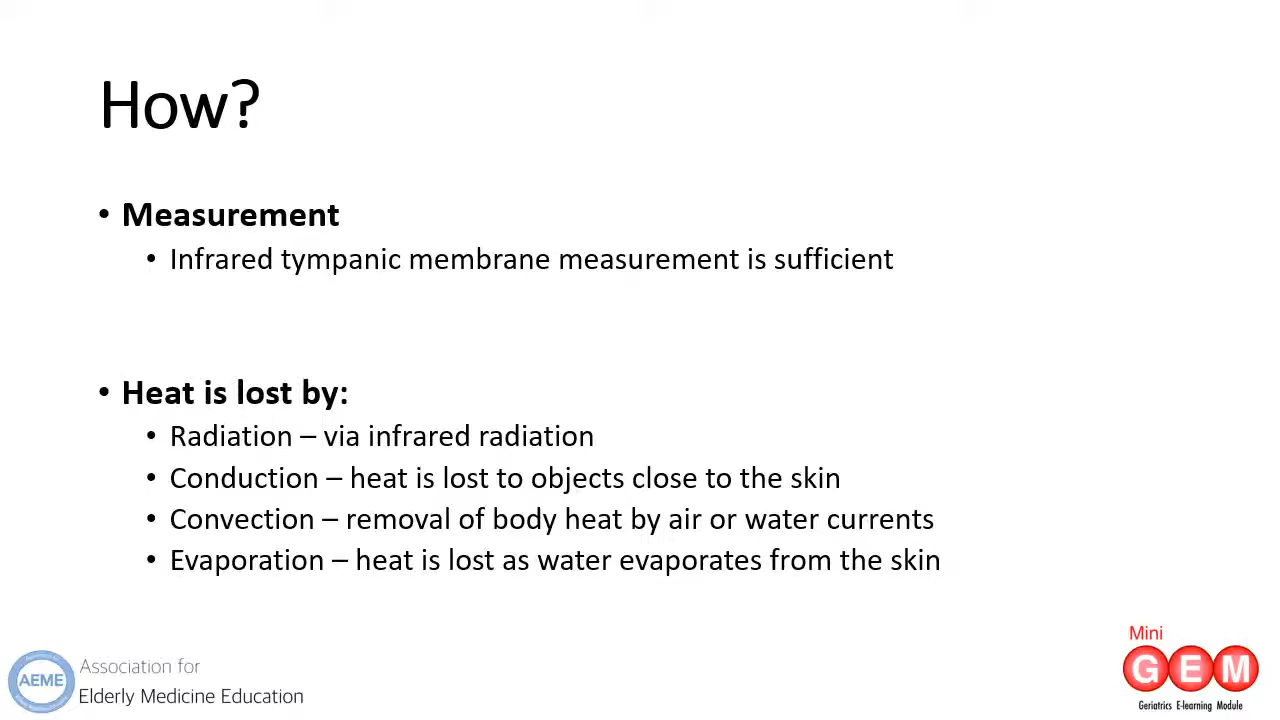 How?
• Measurement
• Infrared tympanic membrane measurement is sufficient
• Heat is lost by:
• Radiation – via infrared radiation
• Conduction – heat is lost to objects close to the skin
• Convection – removal of body heat by air or water currents
• Evaporation – heat is lost as water evaporates from the skin
AEME
Association for
Elderly Medicine Education
Mini
GEM
Geriatrics E-learning Module